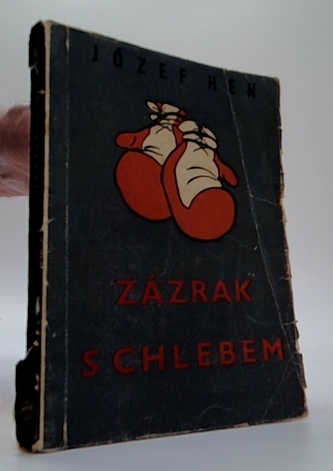 JÓZEF HEN
ZÁZRAK
S CHLEBEM